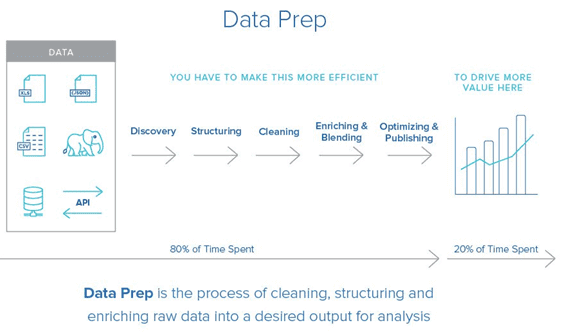 Data Prep
DATA
XLS
{JSON}
CSV
API
YOU HAVE TO MAKE THIS MORE EFFICIENT
TO DRIVE MORE
VALUE HERE
Discovery
Structuring
Cleaning
Enriching &
Blending
Optimizing &
Publishing
80% of Time Spent
20% of Time Spent
Data Prep is the process of cleaning, structuring and
enriching raw data into a desired output for analysis